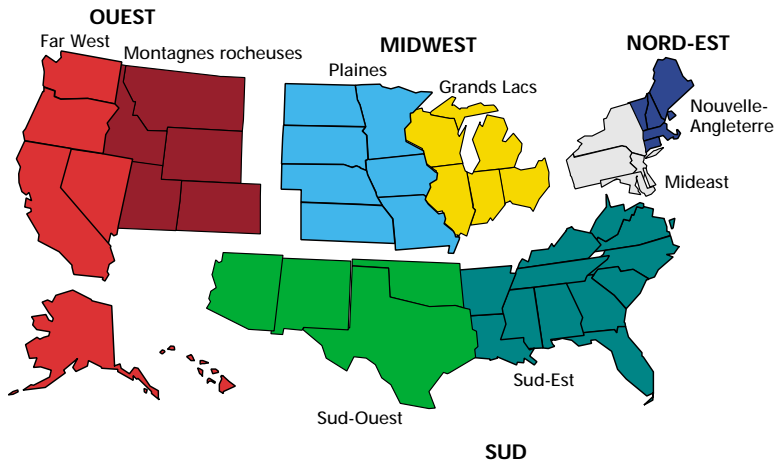 OUEST
Far West
Montagnes rocheuses
MIDWEST
Plaines
Grands Lacs
NORD-EST
Nouvelle-
Angleterre
Mideast
Sud-Ouest
Sud-Est
SUD